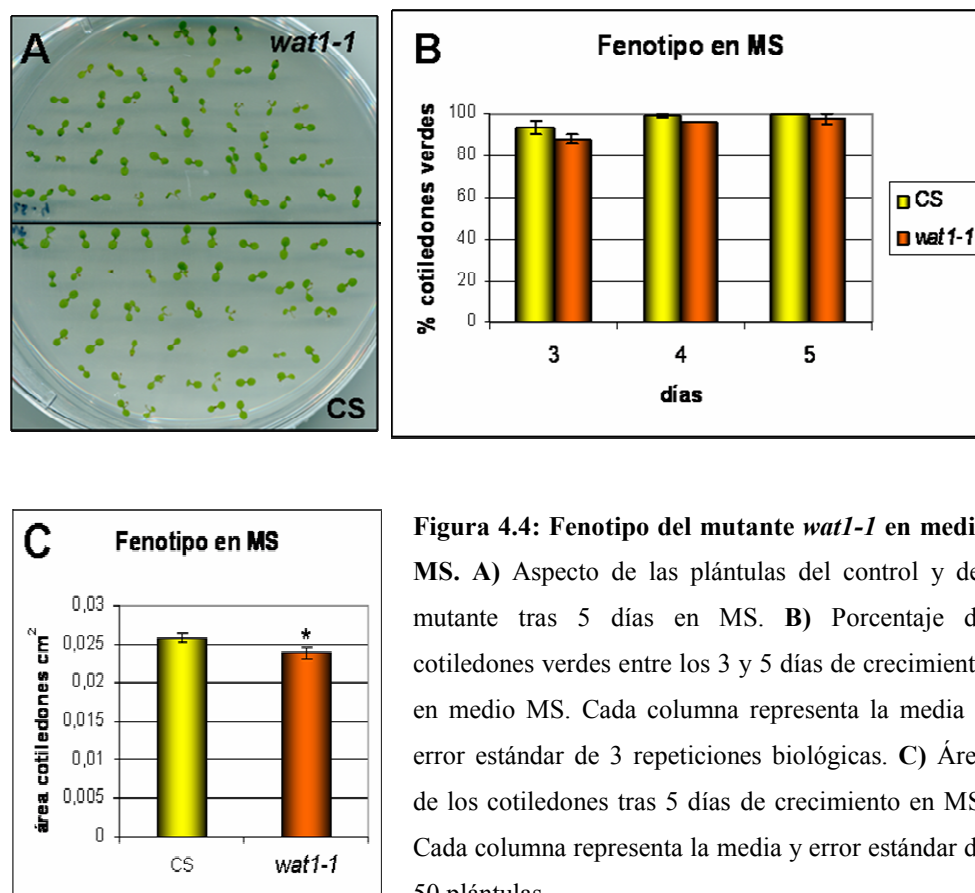 A
wat1-1
CS
B
Fenotipo en MS
% cotiledones verdes
100
80
60
40
20
0
3
4
5
días
CS
wat1-1
C
Fenotipo en MS
área cotiledones cm²
0,03
0,025
0,02
0,015
0,01
0,005
0
*
CS
wat1-1
Figura 4.4: Fenotipo del mutante wat1-1 en medi
MS. A) Aspecto de las plántulas del control y de
mutante tras 5 días en MS. B) Porcentaje d
cotiledones verdes entre los 3 y 5 días de crecimient
en medio MS. Cada columna representa la media
error estándar de 3 repeticiones biológicas. C) Áre
de los cotiledones tras 5 días de crecimiento en MS
Cada columna representa la media y error estándar d
50 plántulas